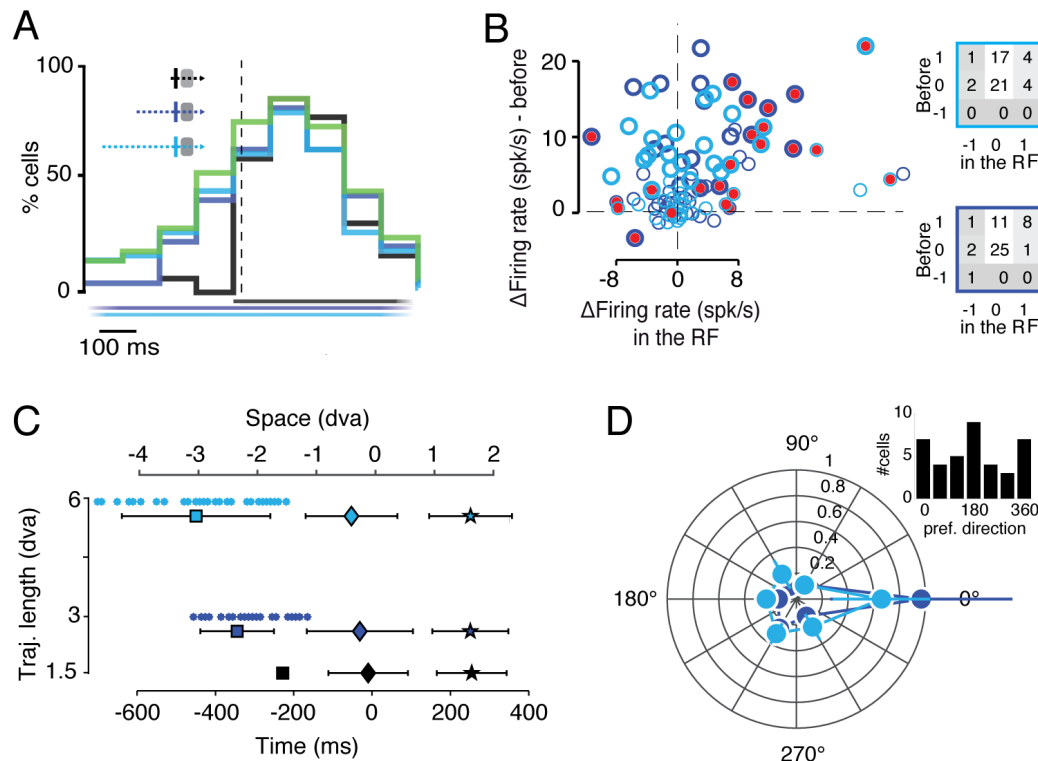 A
100
50
0
% cells
100 ms
B
20
10
0
ΔFiring rate (spk/s) - before
-8 0 8
ΔFiring rate (spk/s)
in the RF
Before
1 1 17 4
0 2 21 4
-1 0 0 0
-1 0 1
in the RF
Before
1 1 11 8
0 2 25 1
-1 1 0 0
-1 0 1
in the RF
C
Space (dva)
-4 -3 -2 -1 0 1 2
Traj. length (dva)
6
3
1.5
-600 -400 -200 0 200 400
Time (ms)
D
10
5
0
#cells
0 180 360
pref. direction
90°
1
0.8
0.6
0.4
0.2
180°
0°
270°